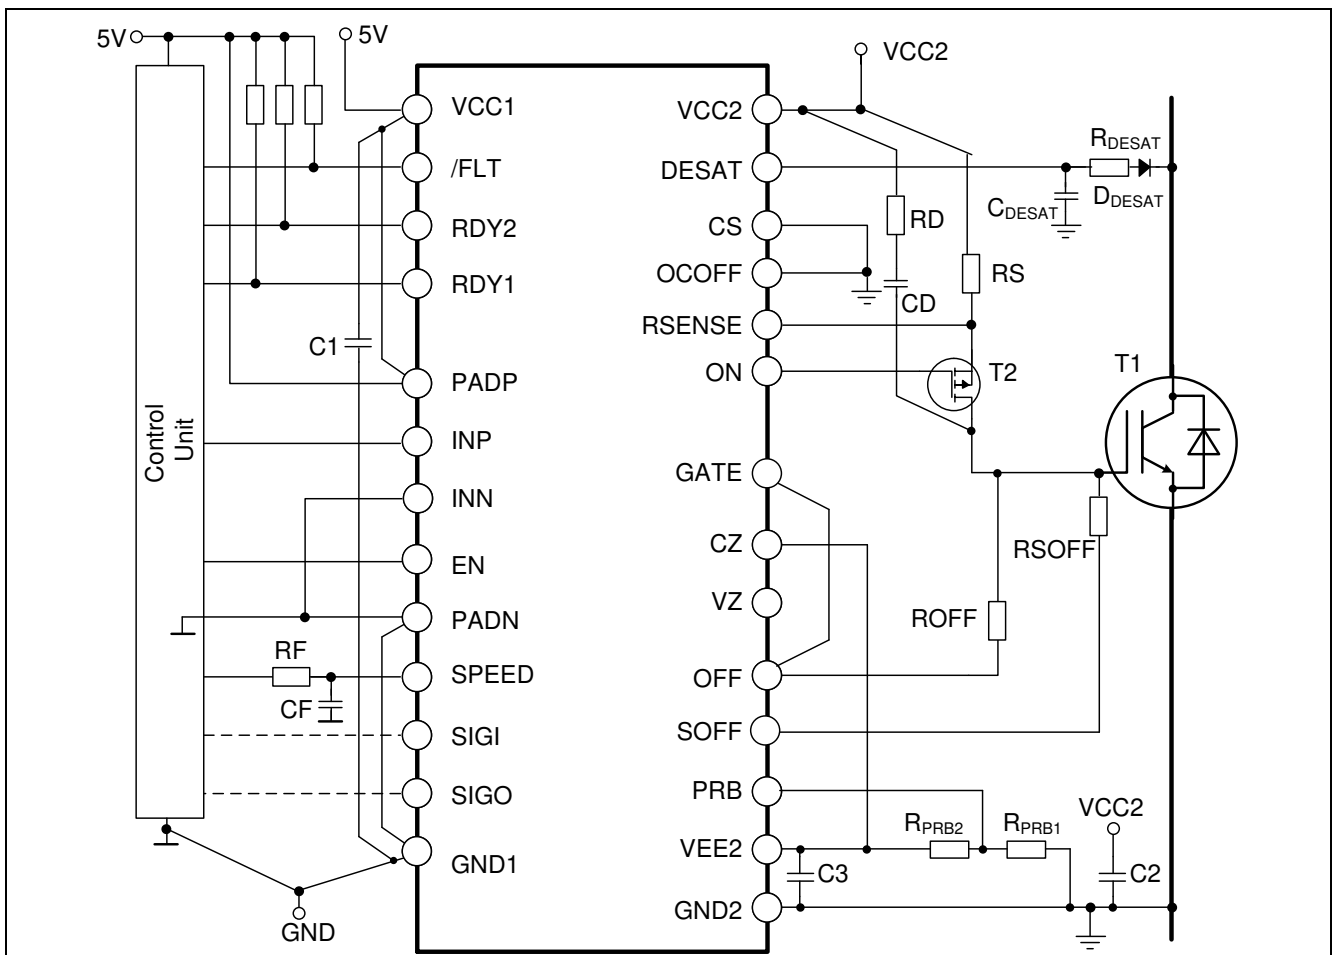 5V
5V
VCC2
VCC1
/FLT
RDY2
RDY1
C1
PADP
INP
INN
EN
PADN
RF
SPEED
CF
SIGI
SIGO
GND1
GND
Control
Unit
VCC2
DESAT
CS
OCOFF
RSENSE
ON
GATE
CZ
VZ
OFF
SOFF
PRB
VEE2
GND2
RDESAT
CDESAT
DDESAT
RD
RS
CD
T2
T1
RSOFF
ROFF
RPRB2
RPRB1
VCC2
C3
C2